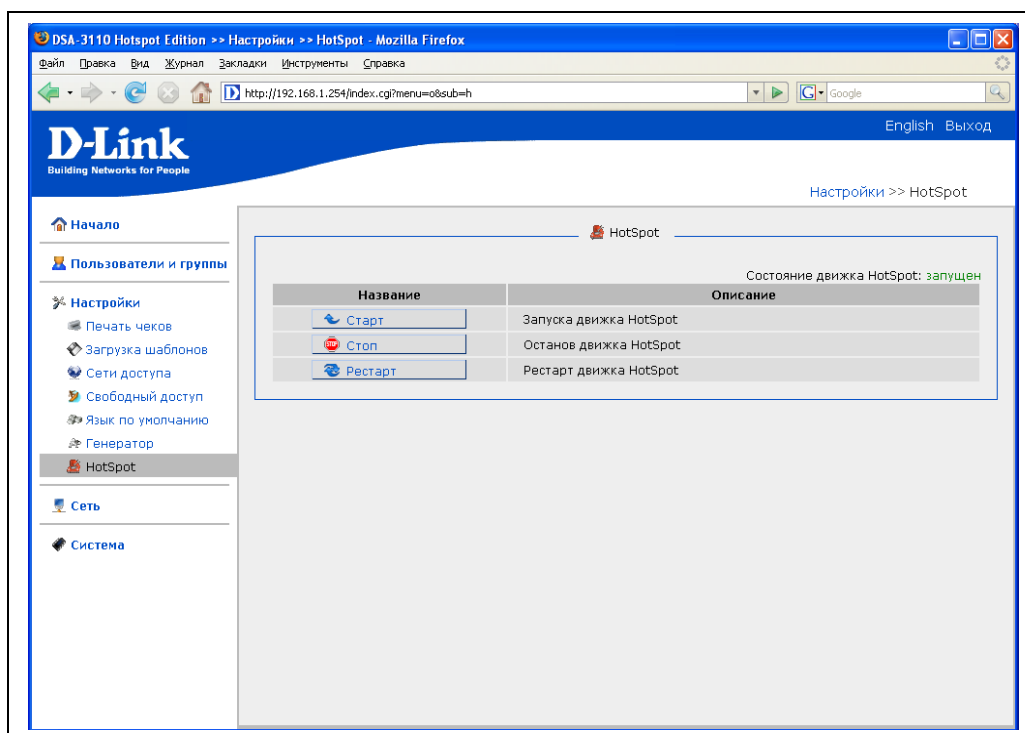 DSA-3110 Hotspot Edition >> Настройки >> HotSpot - Mozilla Firefox
Файл Правка Вид Журнал Закладки Инструменты Справка
http://192.168.1.254/index.cgi?menu=o&sub=h
G Google
English Выход
D-Link
Building Networks for People
Настройки >> HotSpot
Начало
Пользователи и группы
Настройки
Печать чеков
Загрузка шаблонов
Сети доступа
Свободный доступ
Язык по умолчанию
Генератор
HotSpot
Сеть
Система
HotSpot
Состояние движка HotSpot: запущен
Название Описание
Старт Запуска движка HotSpot
STOP Стоп Останов движка HotSpot
Рестарт Рестарт движка HotSpot